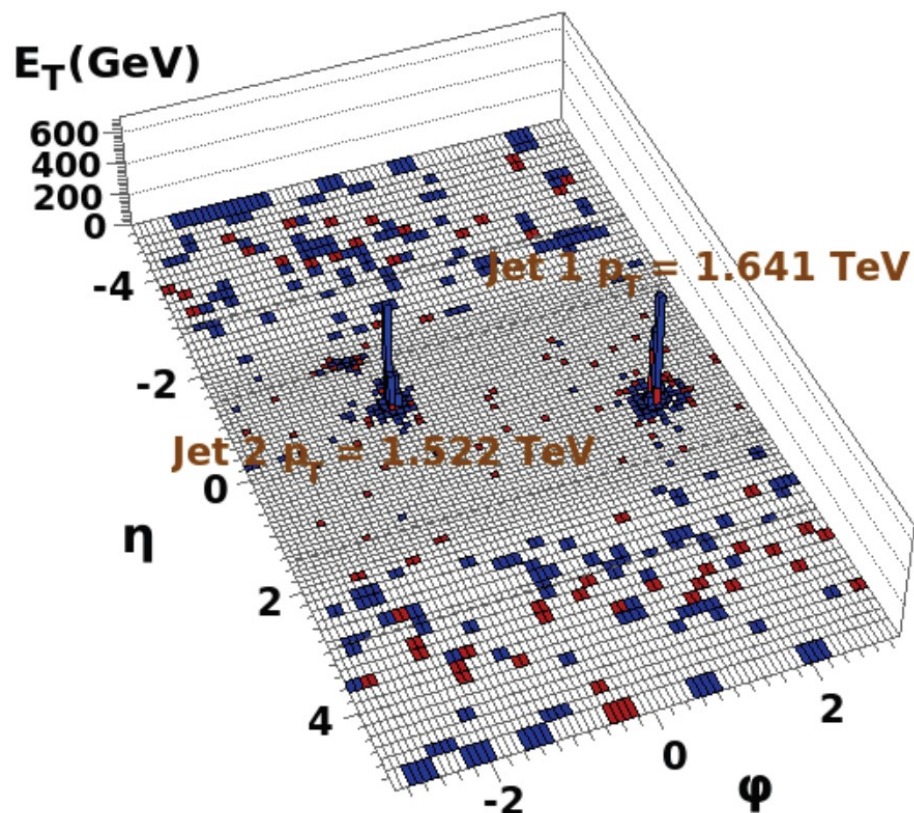 E_T(GeV)
600
400
200
0
-4
Jet 1 p_T = 1.641 TeV
-2
Jet 2 p_T = 1.522 TeV
0
η
2
4
2
0
-2
φ